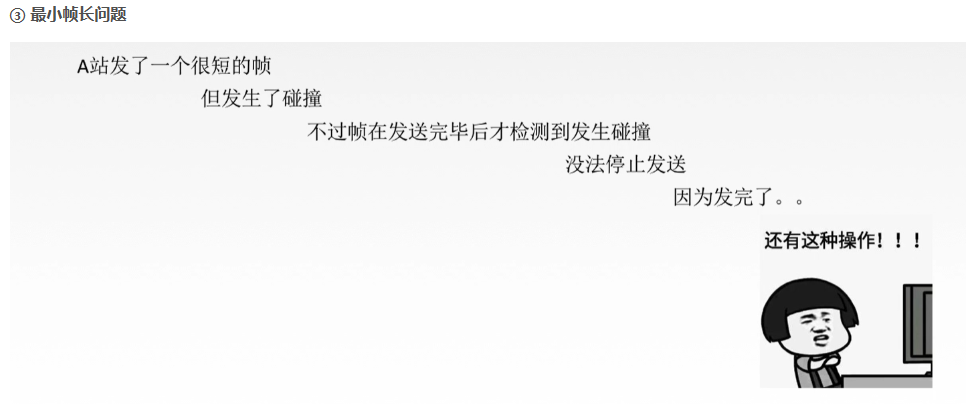 ③ 最小帧长问题
A站发了一个很短的帧
但发生了碰撞
不过帧在发送完毕后才检测到发生碰撞
没法停止发送
因为发完了。。
还有这种操作！！！